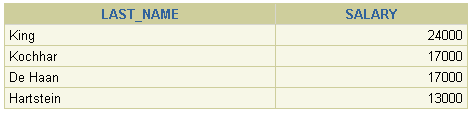 LAST_NAME SALARY
King 24000
Kochhar 17000
De Haan 17000
Hartstein 13000